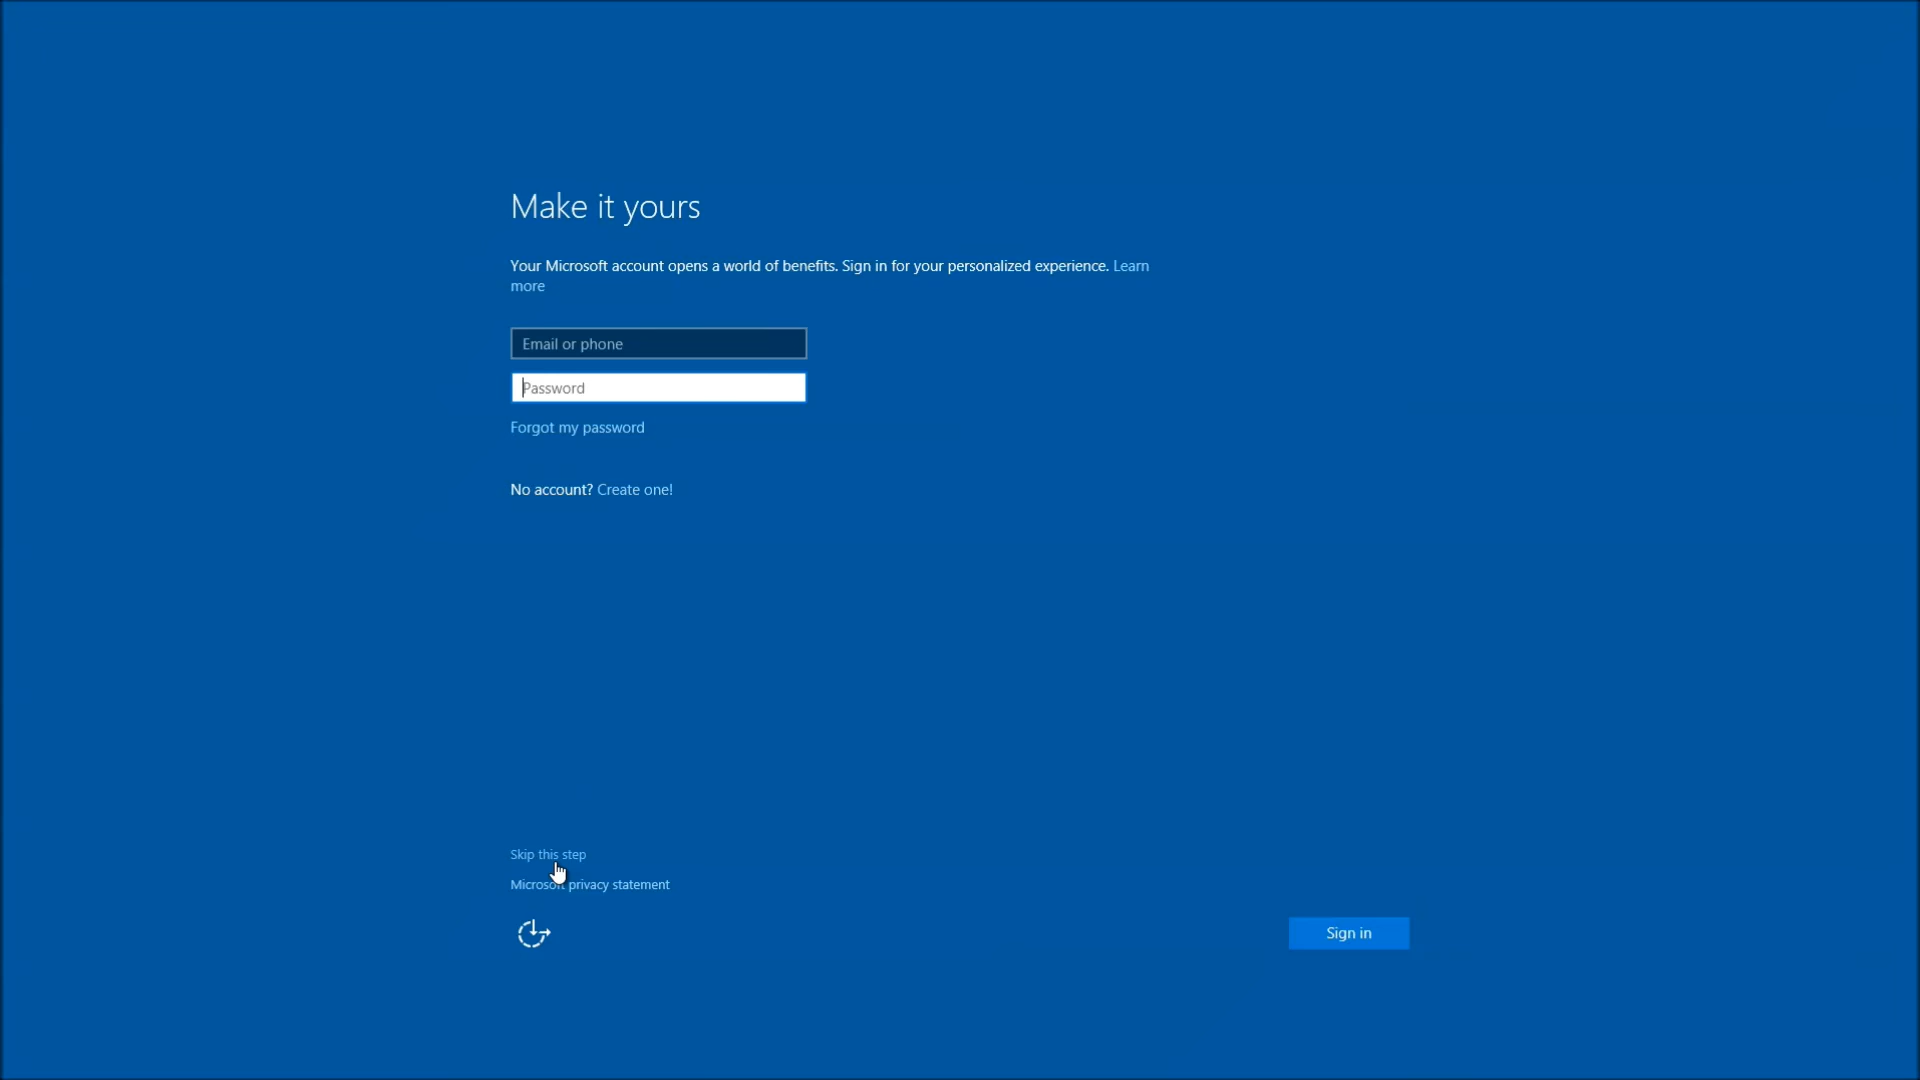 Make it yours
Your Microsoft account opens a world of benefits. Sign in for your personalized experience. Learn
more
Email or phone
Password
Forgot my password
No account? Create one!
Skip this step
Microsoft privacy statement
Sign in